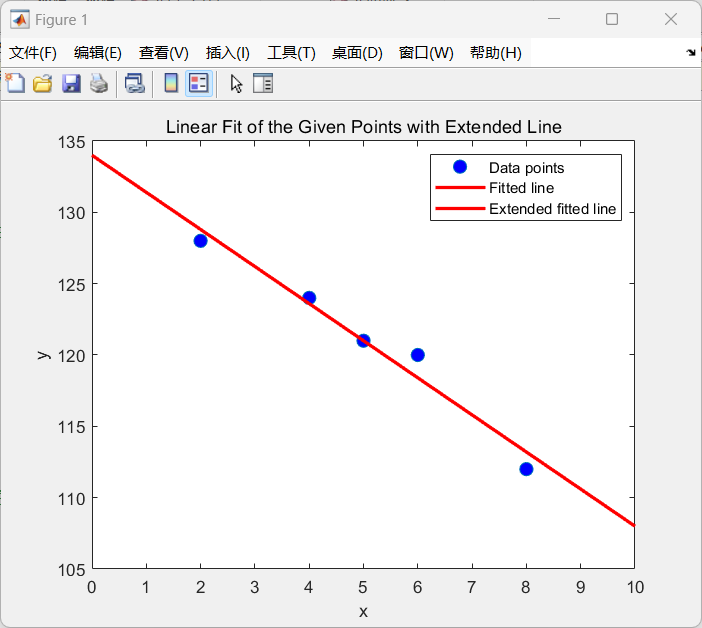 Figure 1
文件(F) 编辑(E) 查看(V) 插入(I) 工具(T) 桌面(D) 窗口(W) 帮助(H)
Linear Fit of the Given Points with Extended Line
135
130
125
120
115
110
105
y
Data points
Fitted line
Extended fitted line
0 1 2 3 4 5 6 7 8 9 10
x